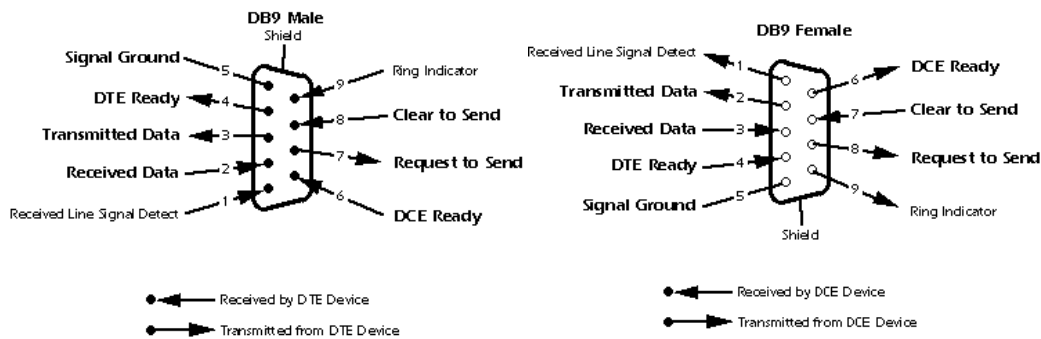 DB9 Male
Shield
Signal Ground
5
9
Ring Indicator
DTE Ready
4
8
Clear to Send
Transmitted Data
3
7
Request to Send
Received Data
2
6
DCE Ready
Received Line Signal Detect
1
Received by DTE Device
Transmitted from DTE Device
DB9 Female
Received Line Signal Detect
1
6
DCE Ready
Transmitted Data
2
7
Clear to Send
Received Data
3
8
Request to Send
DTE Ready
4
9
Ring Indicator
Signal Ground
5
Shield
Received by DCE Device
Transmitted from DCE Device